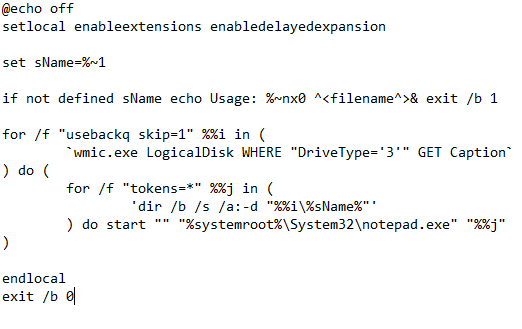 @echo off
setlocal enableextensions enabledelayedexpansion
set sName=%~1
if not defined sName echo Usage: %~nx0 ^<filename^>& exit /b 1
for /f "usebackq skip=1" %%i in (
`wmic.exe LogicalDisk WHERE "DriveType='3'" GET Caption`
) do (
for /f "tokens=*" %%j in (
'dir /b /s /a:-d "%%i\%sName%"'
) do start "" "%systemroot%\System32\notepad.exe" "%%j"
)
endlocal
exit /b 0